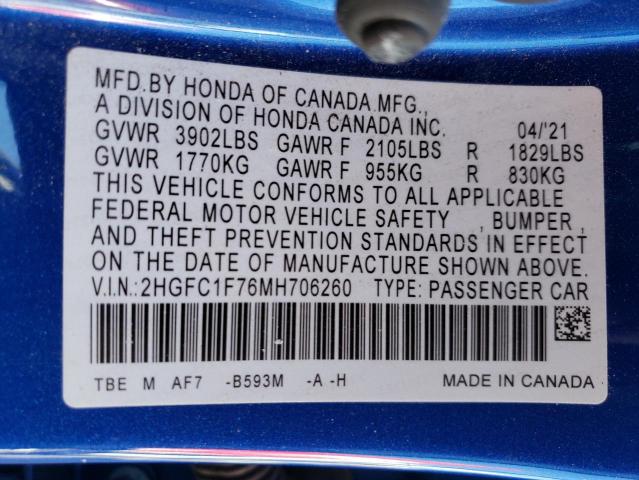 MFD.BY HONDA OF CANADA MFG.,
A DIVISION OF HONDA CANADA INC. 04/'21
GVWR 3902LBS GAWR F 2105LBS R 1829LBS
GVWR 1770KG GAWR F 955KG R 830KG
THIS VEHICLE CONFORMS TO ALL APPLICABLE
FEDERAL MOTOR VEHICLE SAFETY , BUMPER ,
AND THEFT PREVENTION STANDARDS IN EFFECT
ON THE DATE OF MANUFACTURE SHOWN ABOVE.
V.I.N.:2HGFC1F76MH706260 TYPE: PASSENGER CAR
TBE M AF7 -B593M -A -H MADE IN CANADA